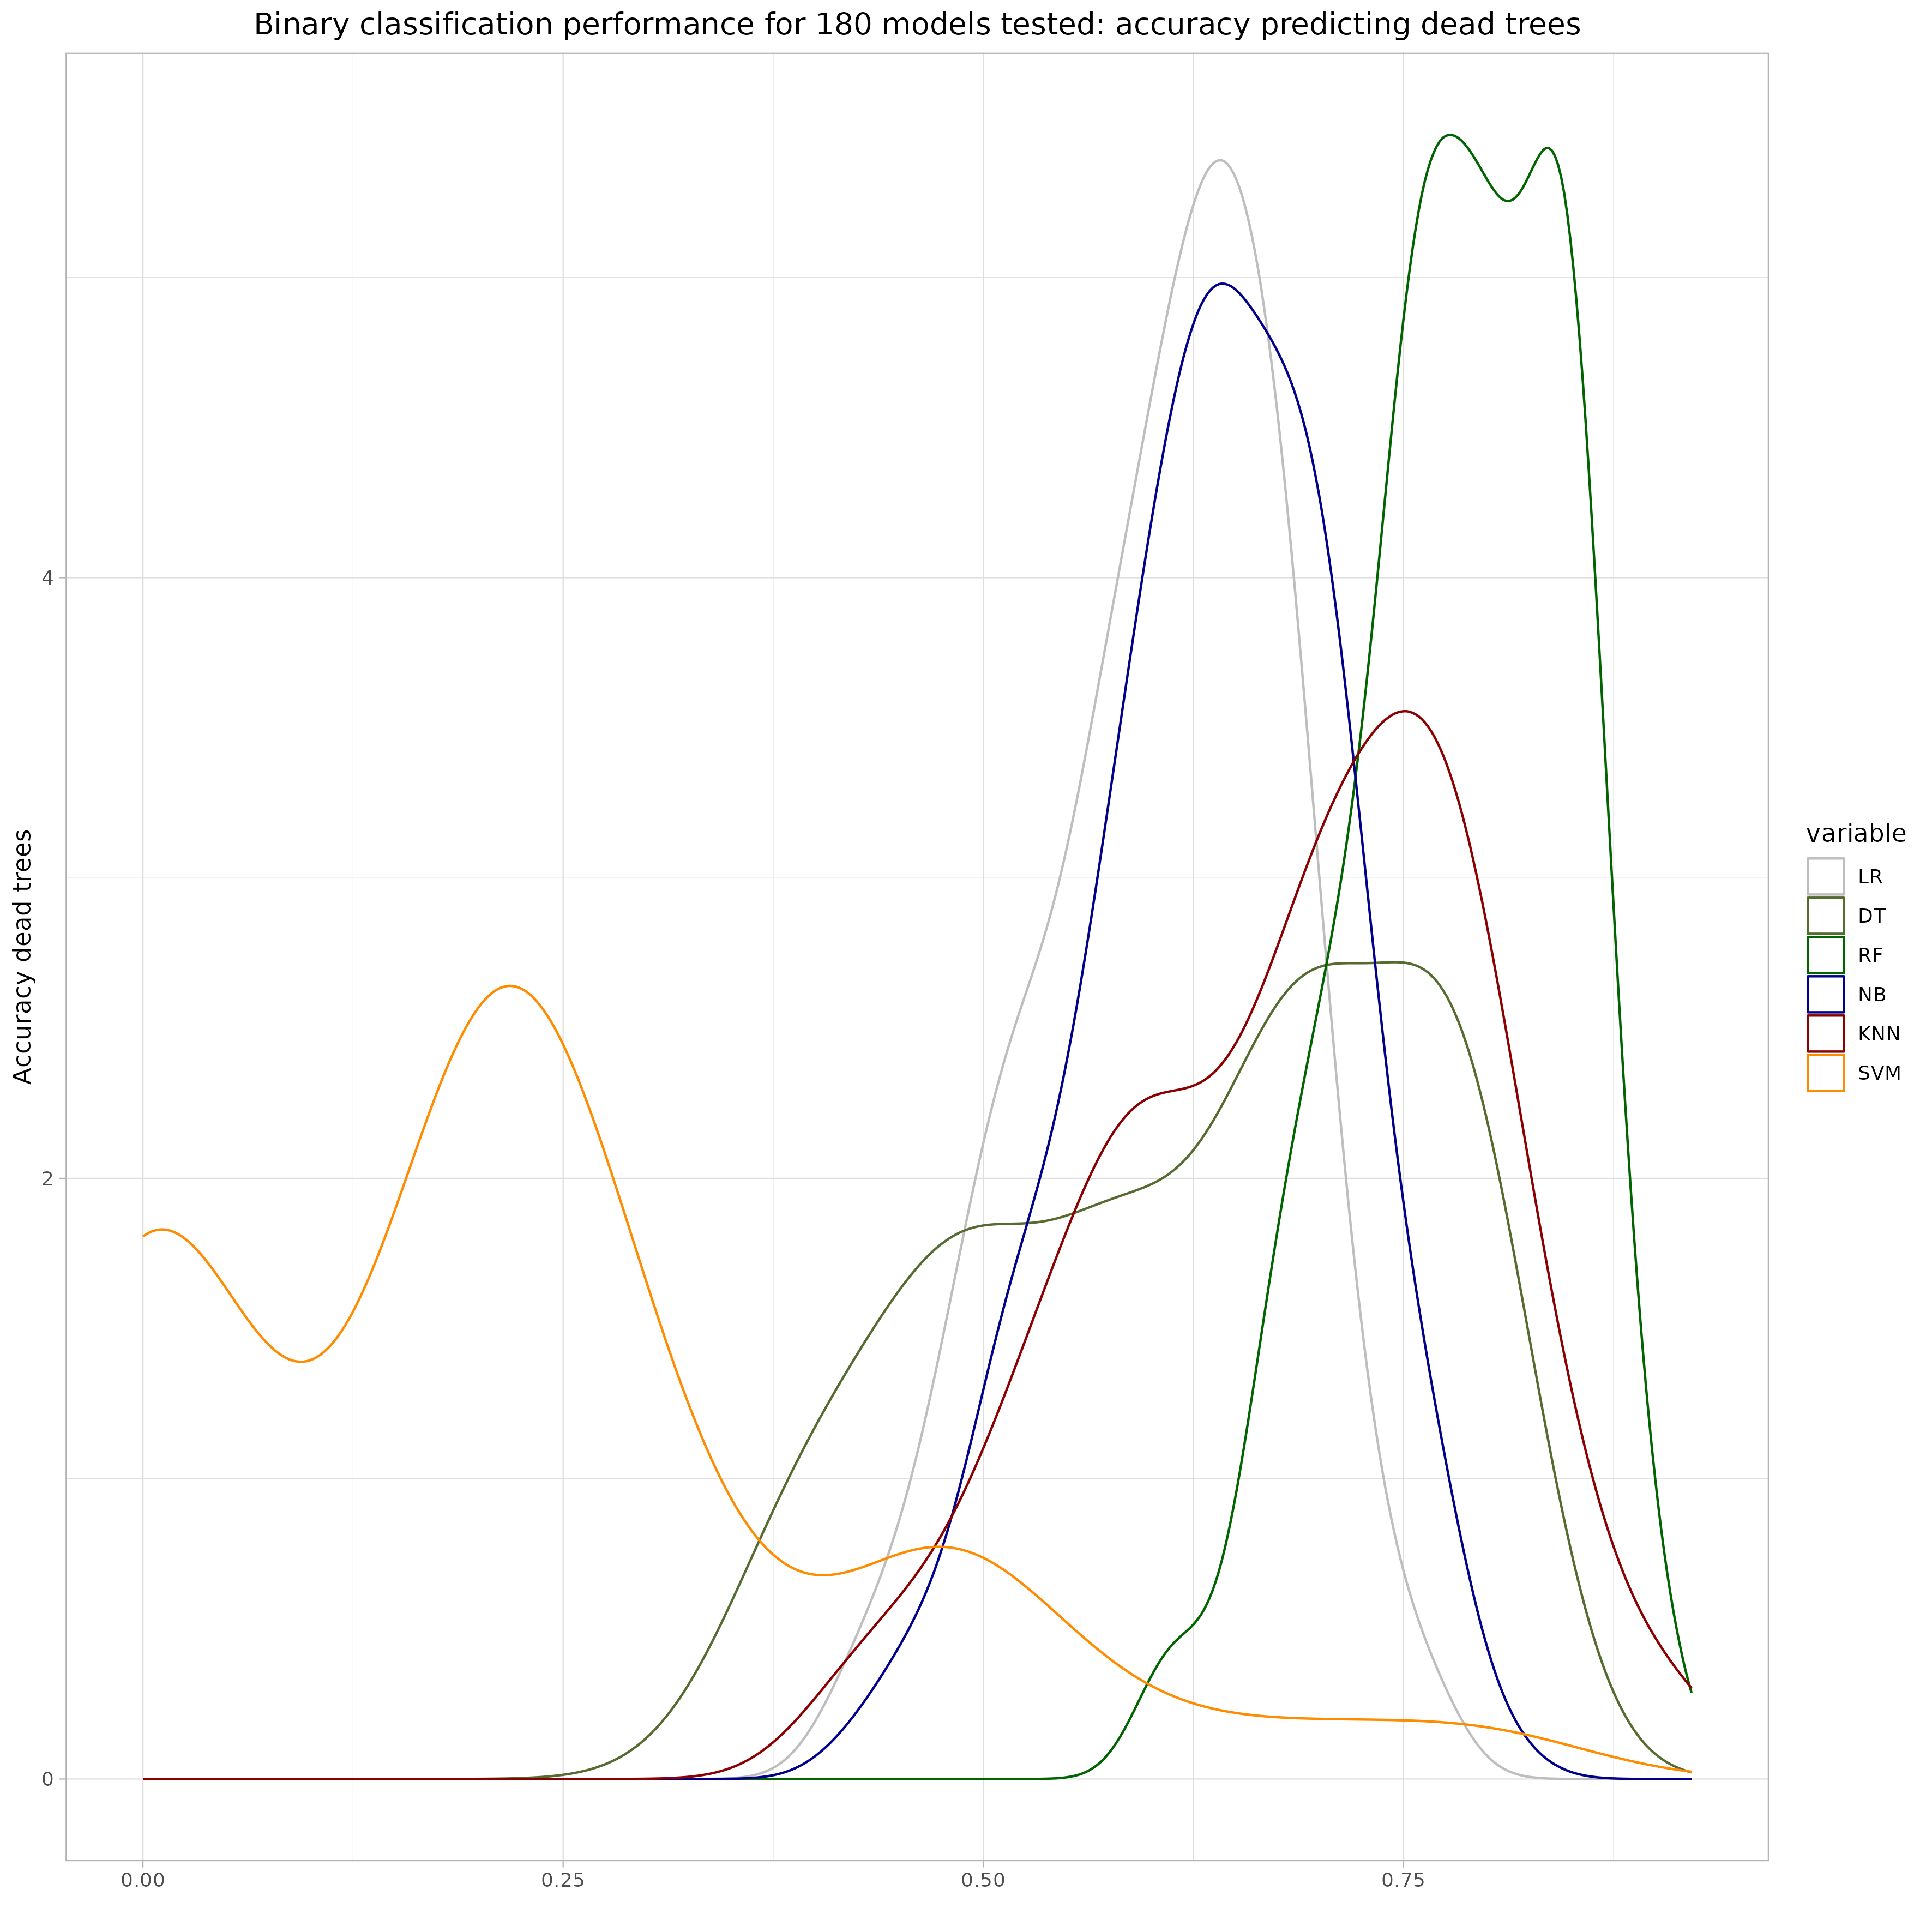 Binary classification performance for 180 models tested: accuracy predicting dead trees
Accuracy dead trees
4
2
0
0.00
0.25
0.50
0.75
variable
LR
DT
RF
NB
KNN
SVM